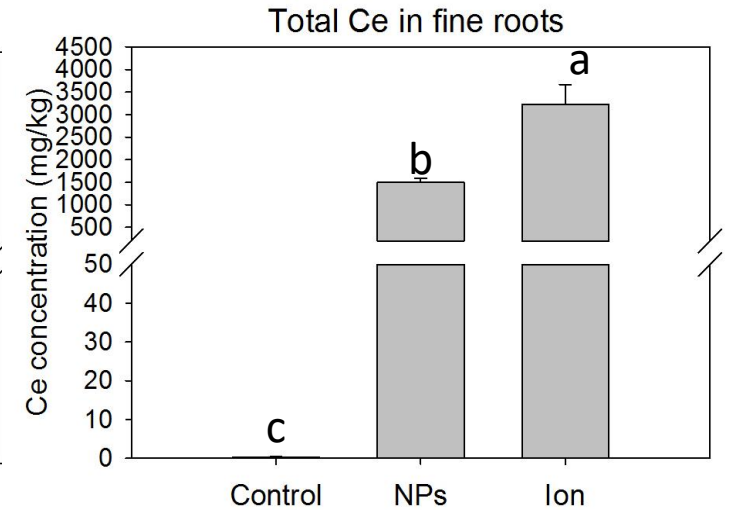 Total Ce in fine roots
Ce concentration (mg/kg)
4500
4000
3500
3000
2500
2000
1500
1000
500
50
40
30
20
10
0
a
b
c
Control NPs Ion